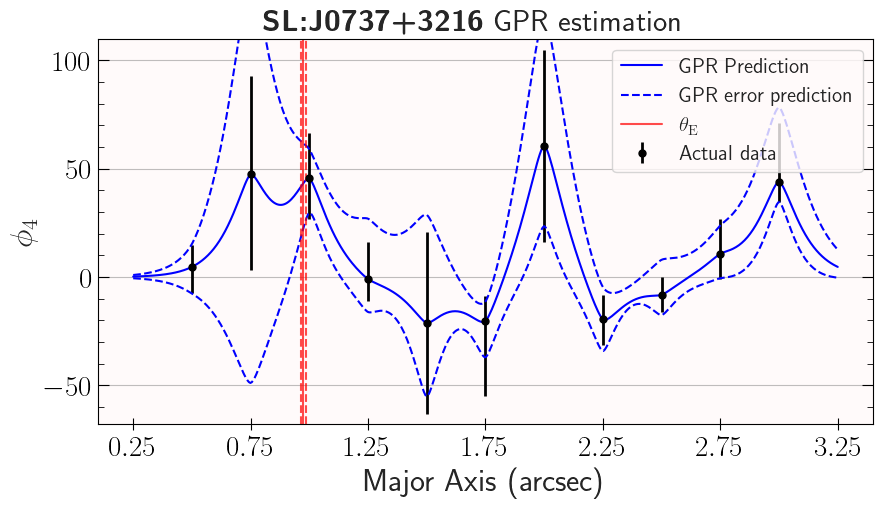 SL:J0737+3216 GPR estimation
100
50
0
−50
ϕ4
GPR Prediction
GPR error prediction
θE
Actual data
0.25 0.75 1.25 1.75 2.25 2.75 3.25
Major Axis (arcsec)